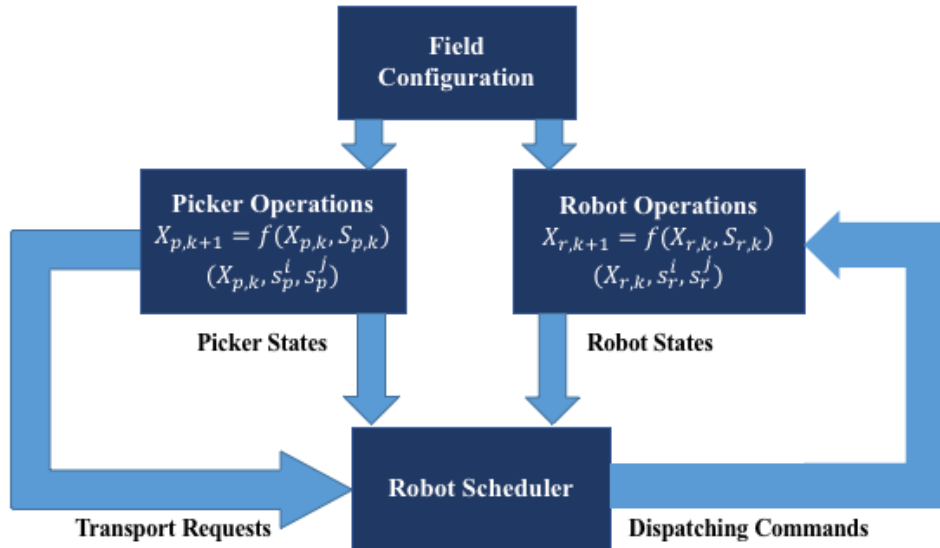 Field
Configuration
Picker Operations
$X_{p,k+1} = f(X_{p,k}, S_{p,k})$
$(X_{p,k}, s_p^i, s_p^j)$
Robot Operations
$X_{r,k+1} = f(X_{r,k}, S_{r,k})$
$(X_{r,k}, s_r^i, s_r^j)$
Picker States
Robot States
Robot Scheduler
Transport Requests
Dispatching Commands